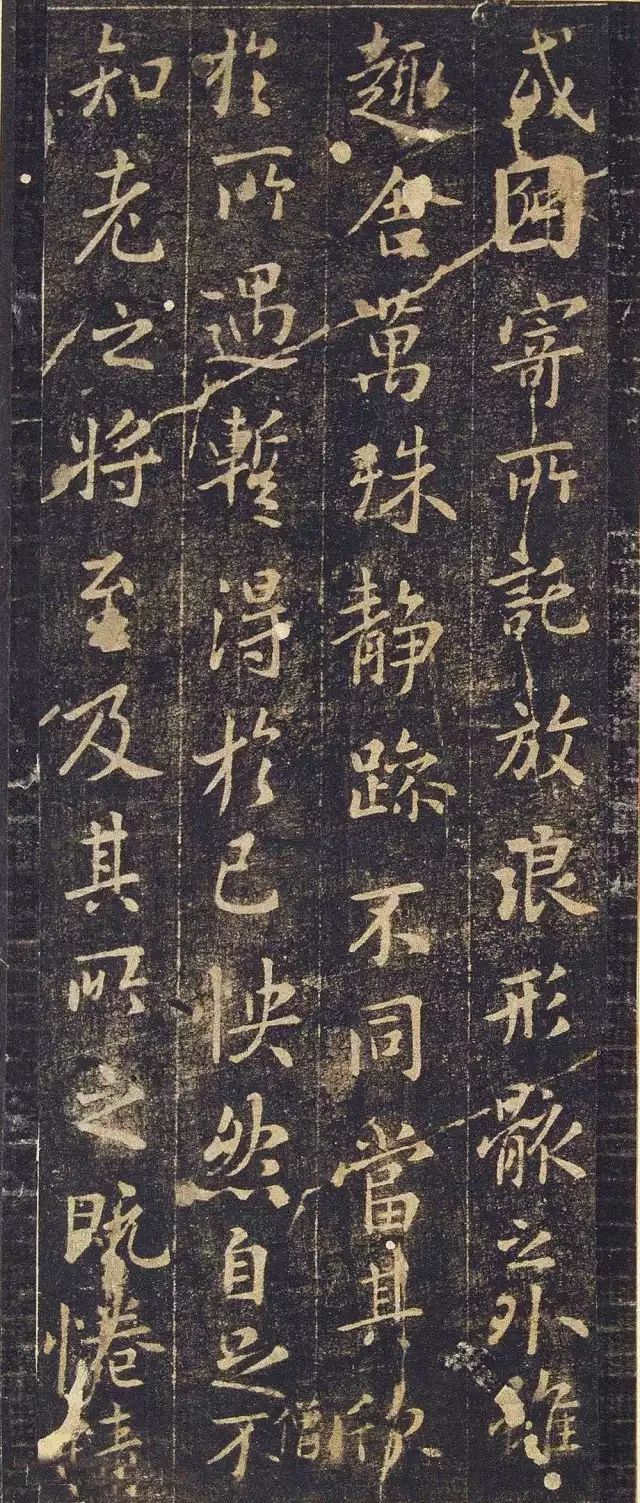 或因寄所託放浪形骸之外雖
趣舍萬殊静躁不同當其欣
於所遇暫得於己怏然自足不
僧
知老之將至及其所之既惓情